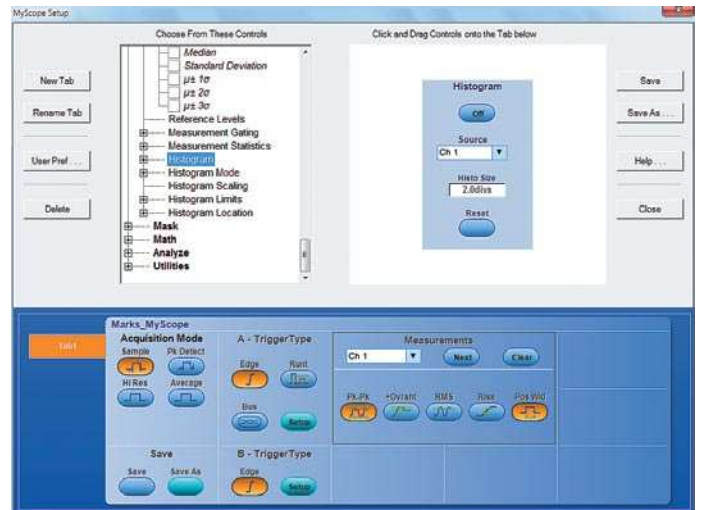 MyScope Setup
Choose From These Controls
Click and Drag Controls onto the Tab below
New Tab
Rename Tab
User Pref . . .
Delete
Median
Standard Deviation
µ± 1σ
µ± 2σ
µ± 3σ
Reference Levels
Measurement Gating
Measurement Statistics
Histogram
Histogram Mode
Histogram Scaling
Histogram Limits
Histogram Location
Mask
Math
Analyze
Utilities
Histogram
Off
Source
Ch 1
Histo Size
2.0divs
Reset
Save
Save As . . .
Help . . .
Close
Tab1
Marks_MyScope
Acquisition Mode
Sample Pk Detect
Hi Res Average
Save
Save Save As
A - TriggerType
Edge Runt
Bus
Setup
B - TriggerType
Edge
Setup
Measurements
Ch 1 Next Clear
Pk-Pk +Ovrsht RMS Rise Pos Wid